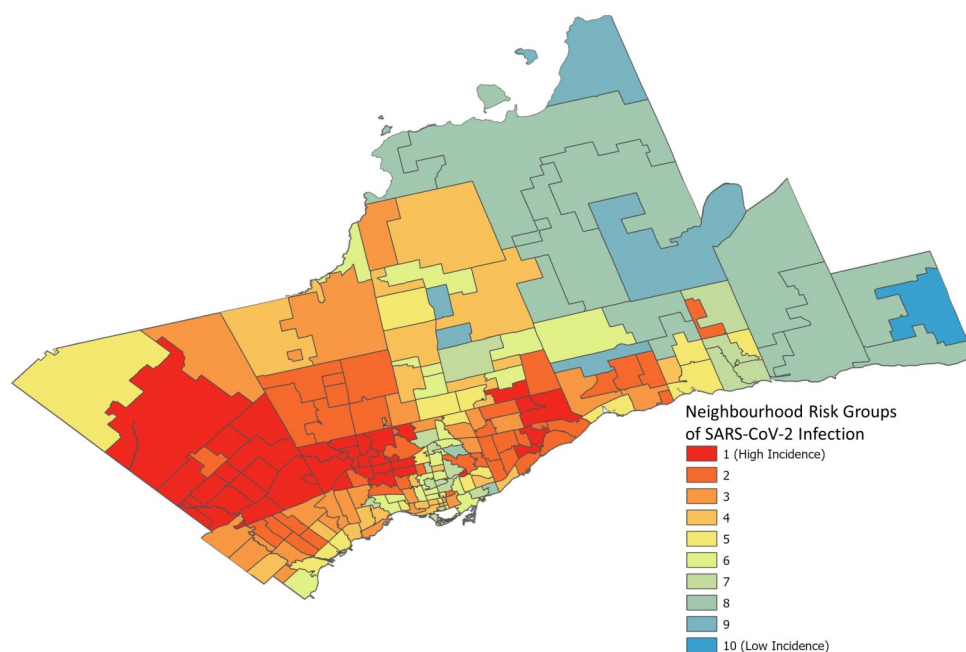 Neighbourhood Risk Groups
of SARS-CoV-2 Infection
1 (High Incidence)
2
3
4
5
6
7
8
9
10 (Low Incidence)